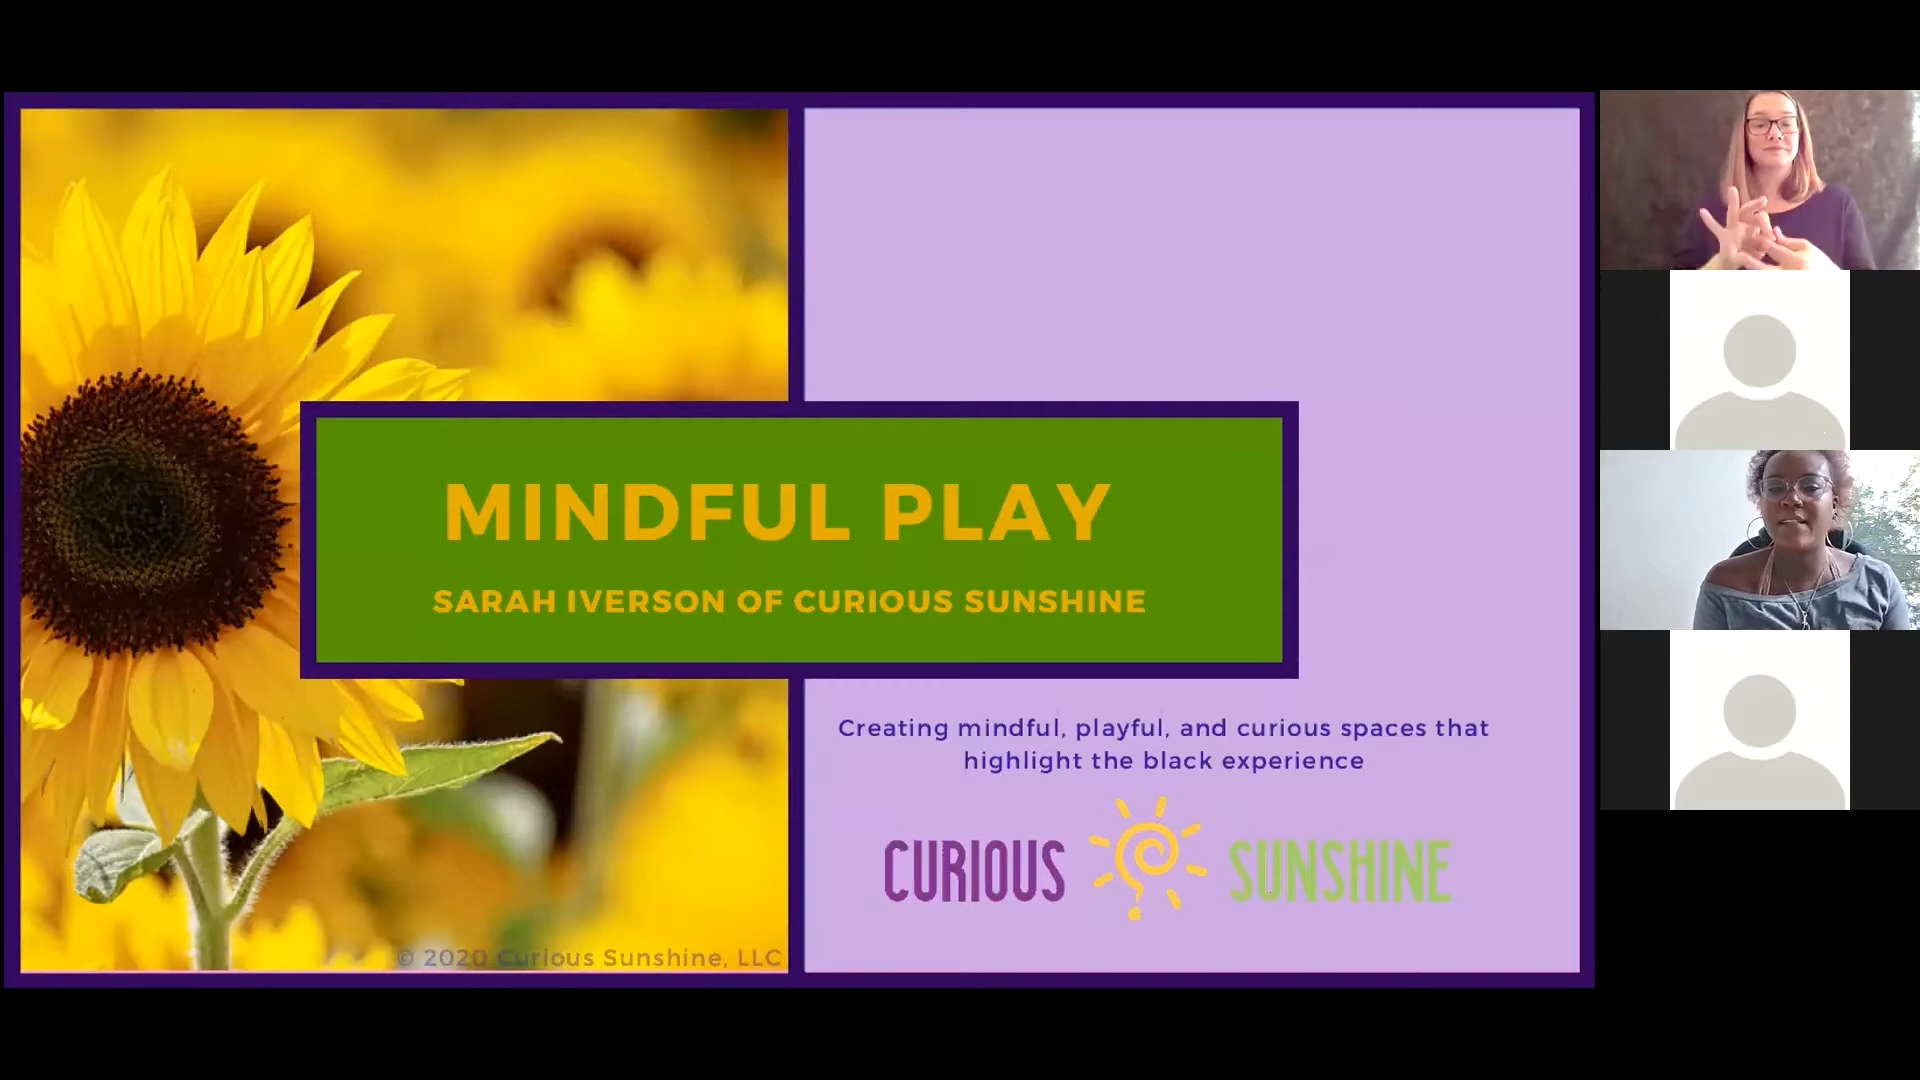 MINDFUL PLAY
SARAH IVERSON OF CURIOUS SUNSHINE
Creating mindful, playful, and curious spaces that
highlight the black experience
CURIOUS SUNSHINE
© 2020 Curious Sunshine, LLC